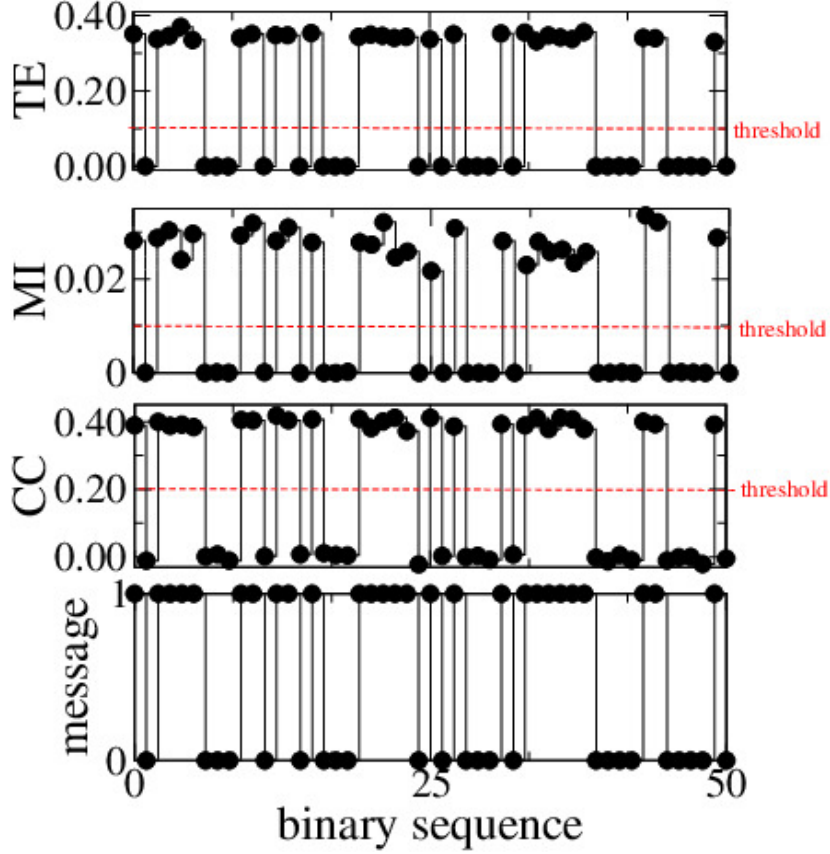 0.40
TE
0.20
threshold
0.00
MI
0.02
threshold
0
0.40
CC
0.20
threshold
0.00
1
message
0
0
25
50
binary sequence